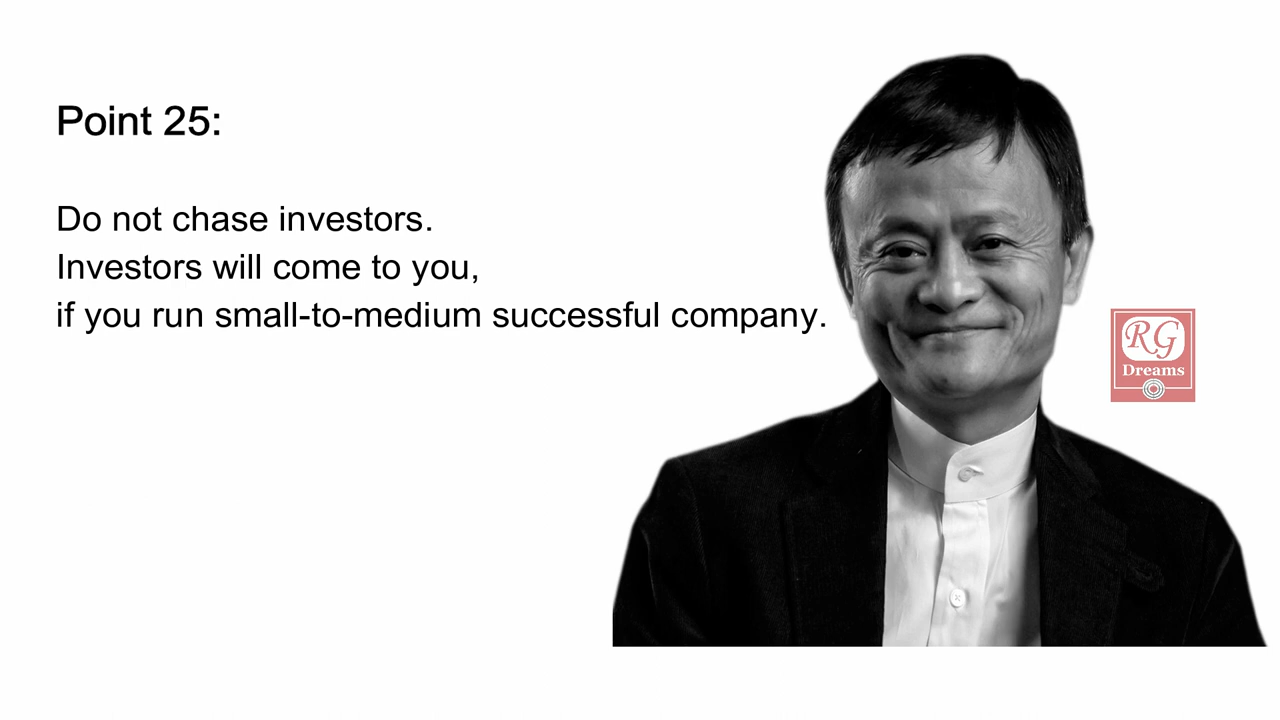 Point 25:
Do not chase investors.
Investors will come to you,
if you run small-to-medium successful company.
RG
Dreams